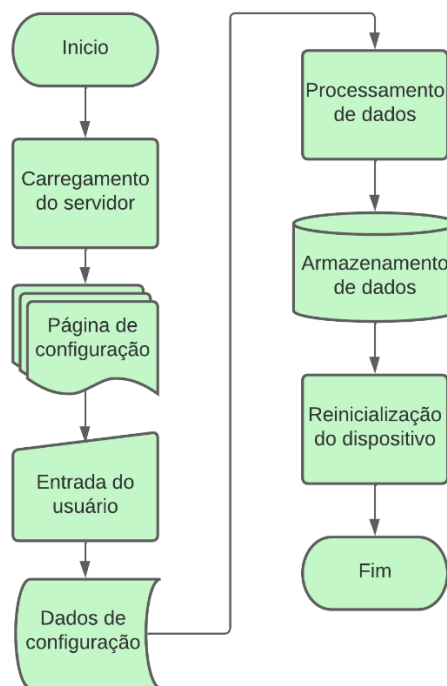 Inicio
Carregamento
do servidor
Página de
configuração
Entrada do
usuário
Dados de
configuração
Processamento
de dados
Armazenamento
de dados
Reinicialização
do dispositivo
Fim